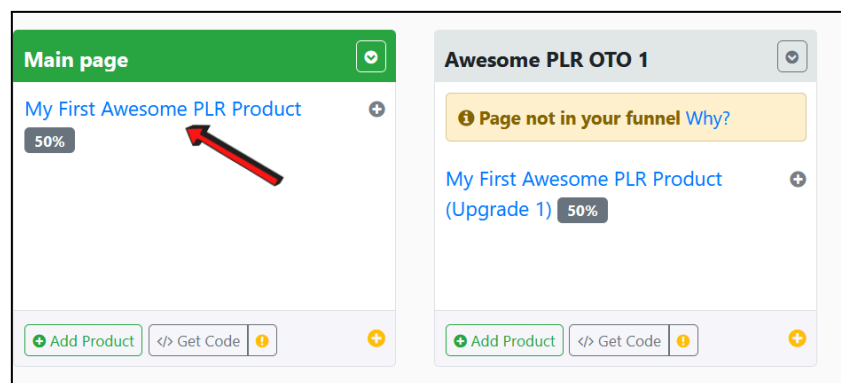 Main page
My First Awesome PLR Product
50%
Add Product
</> Get Code
Awesome PLR OTO 1
Page not in your funnel Why?
My First Awesome PLR Product
(Upgrade 1) 50%
Add Product
</> Get Code